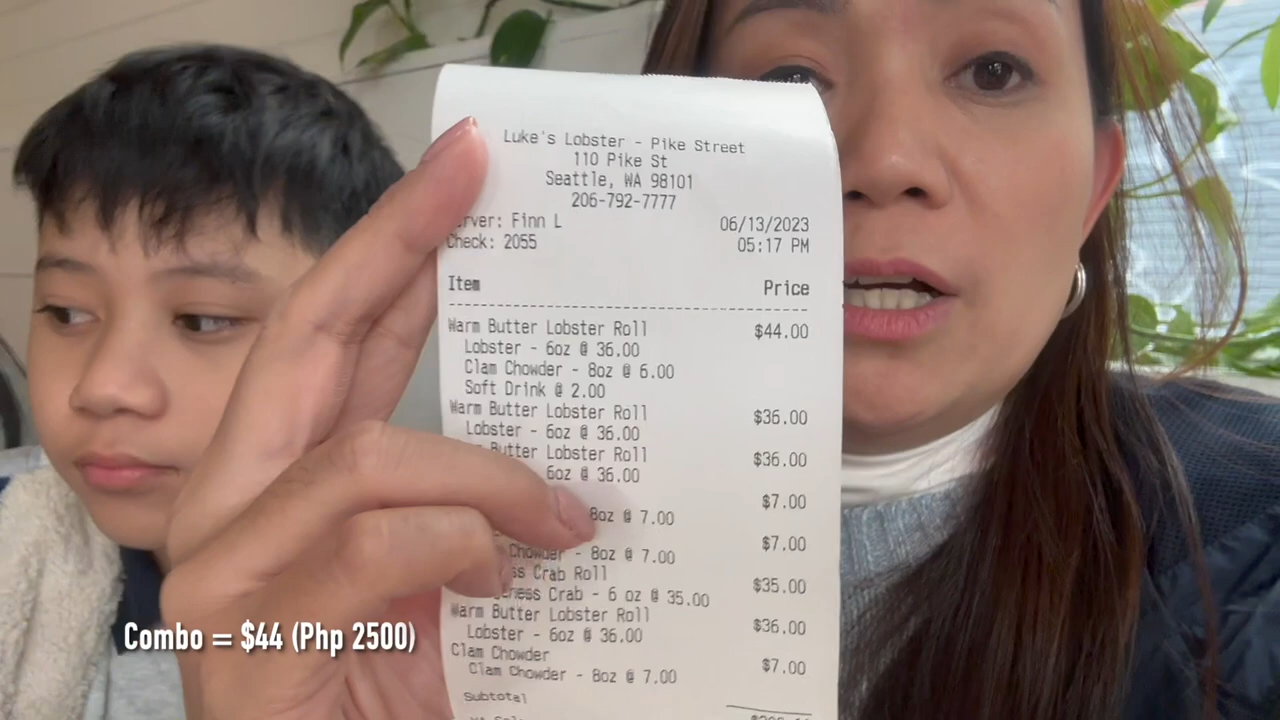 Luke's Lobster - Pike Street
110 Pike St
Seattle, WA 98101
206-792-7777
rver: Finn L 06/13/2023
Check: 2055 05:17 PM
Item Price
Warm Butter Lobster Roll $44.00
Lobster - 6oz @ 36.00
Clam Chowder - 8oz @ 6.00
Soft Drink @ 2.00
Warm Butter Lobster Roll $36.00
Lobster - 6oz @ 36.00
Butter Lobster Roll $36.00
6oz @ 36.00
$7.00
8oz @ 7.00
$7.00
Chowder - 8oz @ 7.00
ss Crab Roll $35.00
ness Crab - 6 oz @ 35.00
Warm Butter Lobster Roll $36.00
Lobster - 6oz @ 36.00
Clam Chowder $7.00
Clam Chowder - 8oz @ 7.00
Subtotal
Combo = $44 (Php 2500)